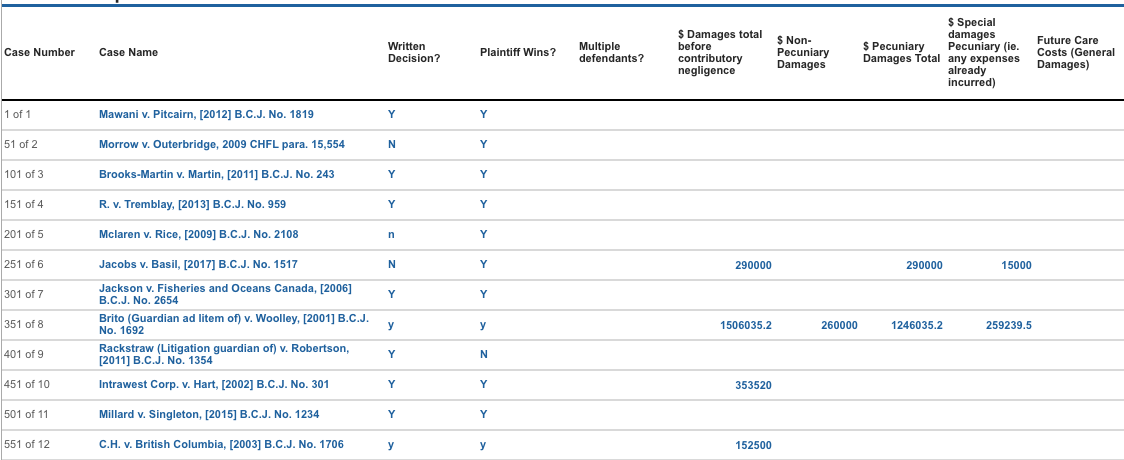 Case Number Case Name Written Decision? Plaintiff Wins? Multiple defendants? $ Damages total before contributory negligence $ Non-Pecuniary Damages $ Pecuniary Damages Total $ Special damages Pecuniary (ie. any expenses already incurred) Future Care Costs (General Damages)
1 of 1 Mawani v. Pitcairn, [2012] B.C.J. No. 1819 Y Y
51 of 2 Morrow v. Outerbridge, 2009 CHFL para. 15,554 N Y
101 of 3 Brooks-Martin v. Martin, [2011] B.C.J. No. 243 Y Y
151 of 4 R. v. Tremblay, [2013] B.C.J. No. 959 Y Y
201 of 5 Mclaren v. Rice, [2009] B.C.J. No. 2108 n Y
251 of 6 Jacobs v. Basil, [2017] B.C.J. No. 1517 N Y 290000 290000 15000
301 of 7 Jackson v. Fisheries and Oceans Canada, [2006] B.C.J. No. 2654 Y Y
351 of 8 Brito (Guardian ad litem of) v. Woolley, [2001] B.C.J. No. 1692 y y 1506035.2 260000 1246035.2 259239.5
401 of 9 Rackstraw (Litigation guardian of) v. Robertson, [2011] B.C.J. No. 1354 Y N
451 of 10 Intrawest Corp. v. Hart, [2002] B.C.J. No. 301 Y Y 353520
501 of 11 Millard v. Singleton, [2015] B.C.J. No. 1234 Y Y
551 of 12 C.H. v. British Columbia, [2003] B.C.J. No. 1706 y y 152500